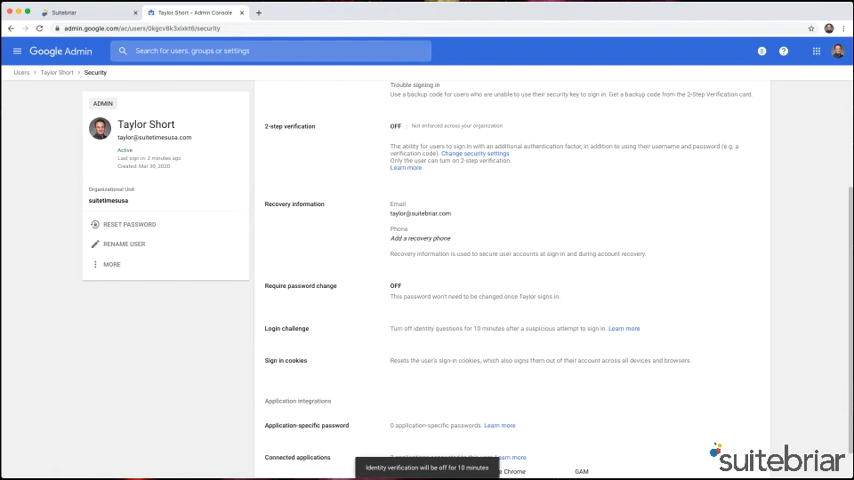 Suitebriar
Taylor Short - Admin Console
admin.google.com/ac/users/0kgcv8k3xixkt6/security
Google Admin
Search for users, groups or settings
Users > Taylor Short > Security
ADMIN
Taylor Short
taylor@suitetimesusa.com
Active
Last sign in: 2 minutes ago
Created: Mar 30, 2020
Organizational Unit
suitetimesusa
RESET PASSWORD
RENAME USER
MORE
Trouble signing in
Use a backup code for users who are unable to use their security key to sign in. Get a backup code from the 2-Step Verification card.
2-step verification
OFF | Not enforced across your organization
The ability for users to sign in with an additional authentication factor, in addition to using their username and password (e.g. a
verification code). Change security settings
Only the user can turn on 2-step verification.
Learn more
Recovery information
Email
taylor@suitebriar.com
Phone
Add a recovery phone
Recovery information is used to secure user accounts at sign in and during account recovery.
Require password change
OFF
This password won't need to be changed once Taylor signs in.
Login challenge
Turn off identity questions for 10 minutes after a suspicious attempt to sign in. Learn more
Sign in cookies
Resets the user's sign-in cookies, which also signs them out of their account across all devices and browsers.
Application integrations
Application-specific password
0 application-specific passwords. Learn more
Connected applications
Learn more
Chrome
GAM
Identity verification will be off for 10 minutes
suitebriar